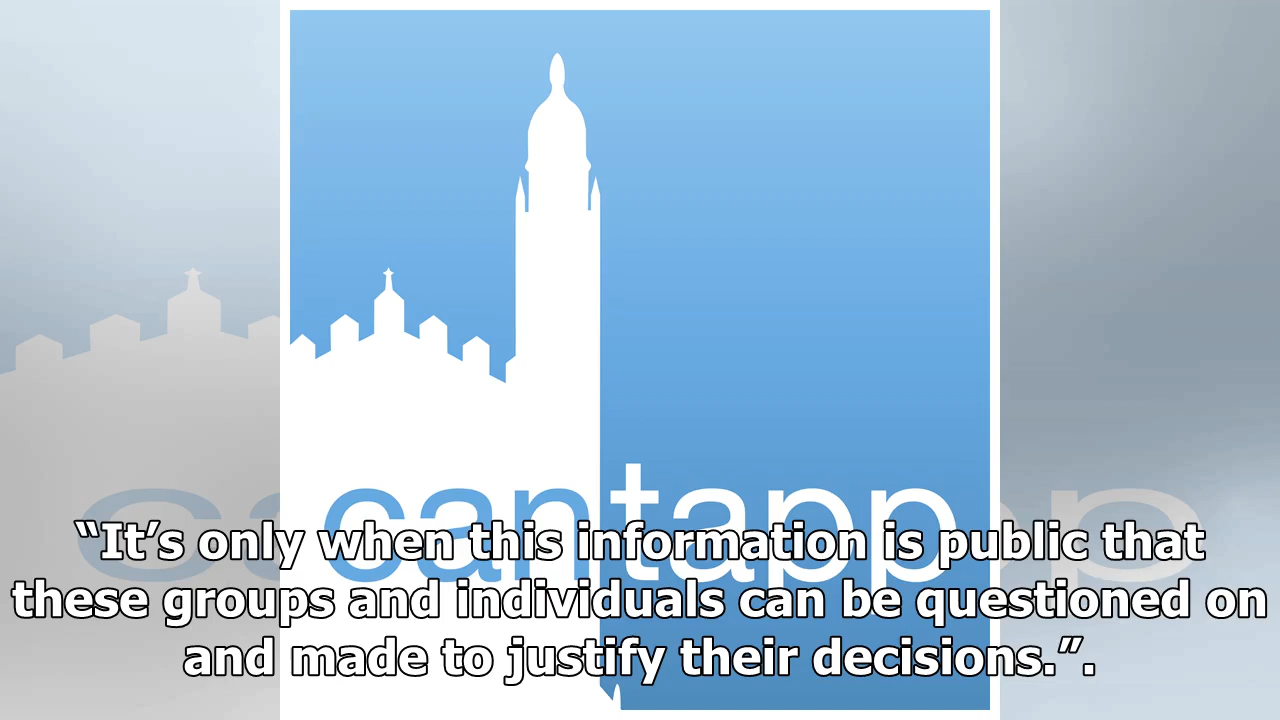 cantapp
“It’s only when this information is public that
these groups and individuals can be questioned on
and made to justify their decisions.”.